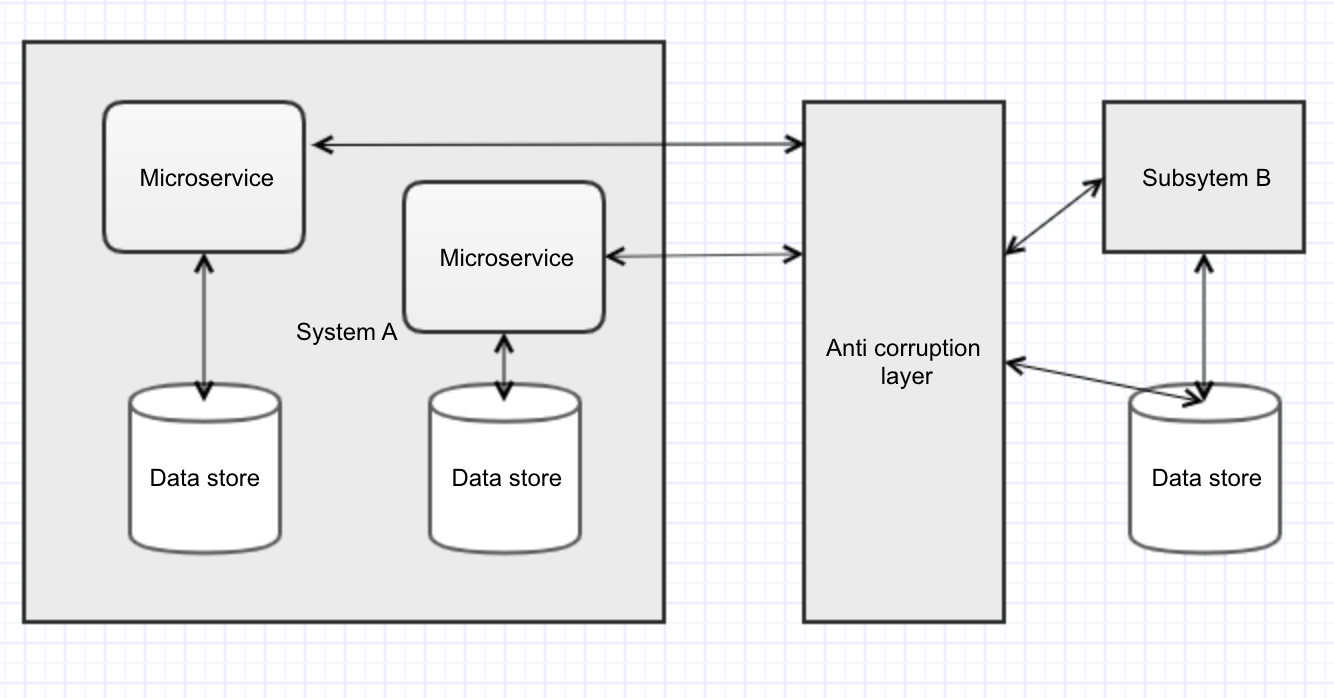 Microservice
Subsytem B
Microservice
System A
Anti corruption
layer
Data store
Data store
Data store